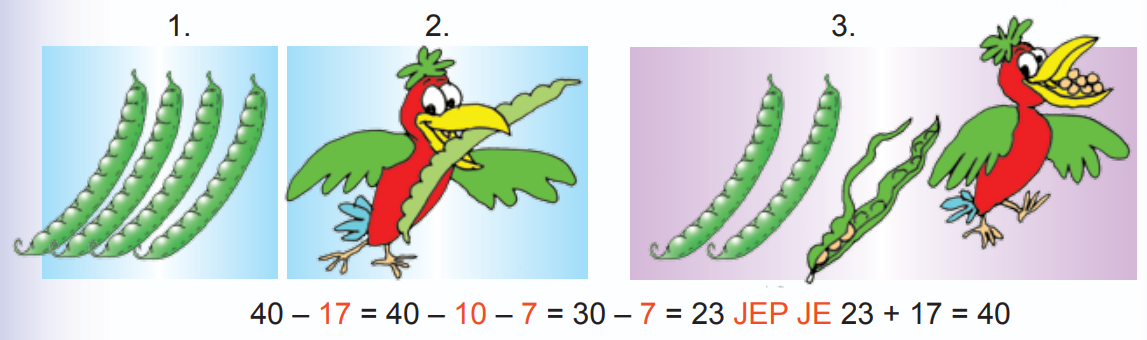 1.
2.
3.
40 – 17 = 40 – 10 – 7 = 30 – 7 = 23 JEP JE 23 + 17 = 40